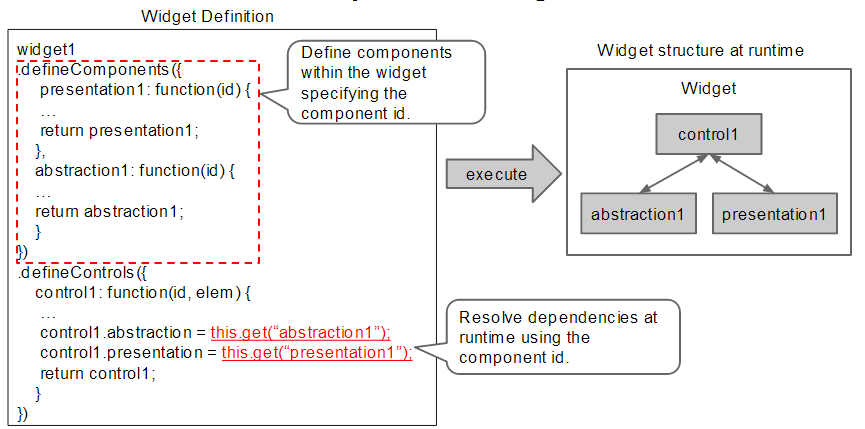 Widget Definition
widget1
.defineComponents({
presentation1: function(id) {
...
return presentation1;
},
abstraction1: function(id) {
...
return abstraction1;
}
})
.defineControls({
control1: function(id, elem) {
...
control1.abstraction = this.get(“abstraction1”);
control1.presentation = this.get(“presentation1”);
return control1;
}
})
Define components
within the widget
specifying the
component id.
Resolve dependencies at
runtime using the
component id.
execute
Widget structure at runtime
Widget
control1
abstraction1
presentation1